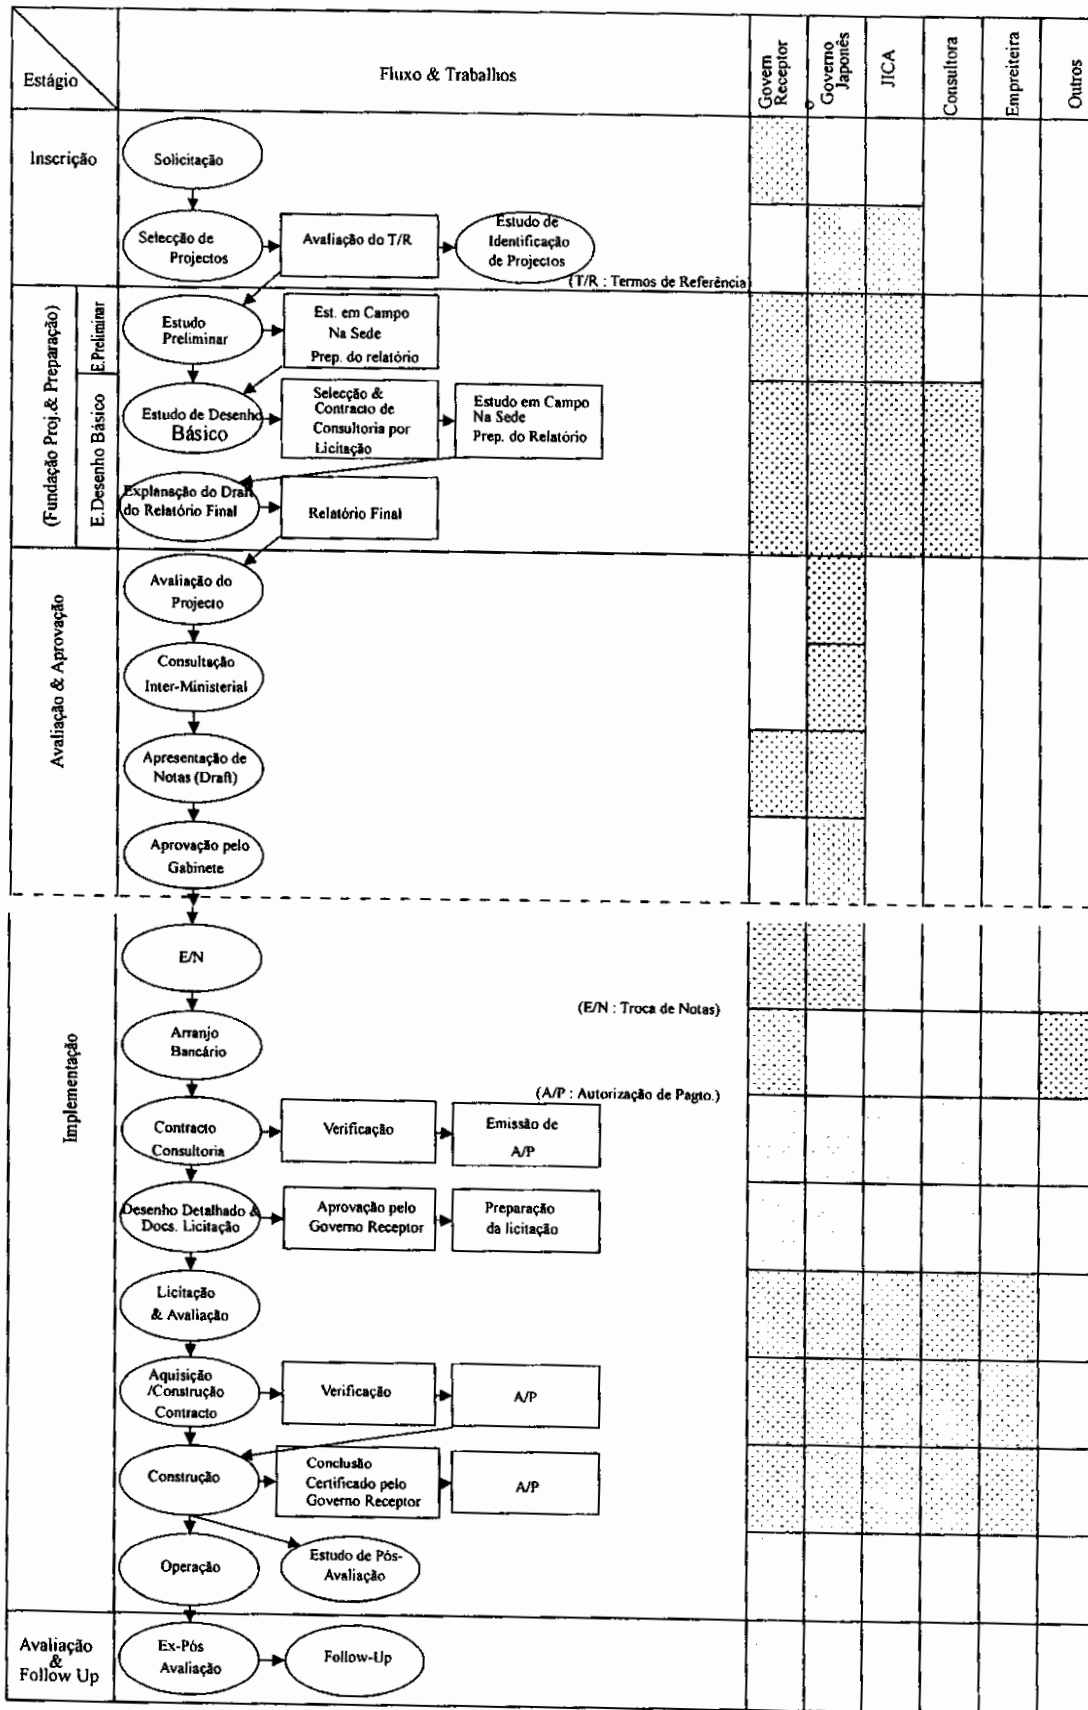 Estágio
Fluxo & Trabalhos
Govern
Receptor
o
Governo
Japonês
JICA
Consultora
Empreiteira
Outros
Inscrição
Solicitação
Selecção de
Projectos
Avaliação do T/R
Estudo de
Identificação
de Projectos
(T/R : Termos de Referência
(Fundação Proj.& Preparação)
E.Preliminar
Estudo
Preliminar
Est. em Campo
Na Sede
Prep. do relatório
E.Desenho Básico
Estudo de Desenho
Básico
Selecção &
Contracto de
Consultoria por
Licitação
Estudo em Campo
Na Sede
Prep. do Relatório
Explanação do Draft
do Relatório Final
Relatório Final
Avaliação & Aprovação
Avaliação do
Projecto
Consultação
Inter-Ministerial
Apresentação de
Notas (Draft)
Aprovação pelo
Gabinete
Implementação
E/N
(E/N : Troca de Notas)
Arranjo
Bancário
(A/P : Autorização de Pagto.)
Contracto
Consultoria
Verificação
Emissão de
A/P
Desenho Detalhado &
Docs. Licitação
Aprovação pelo
Governo Receptor
Preparação
da licitação
Licitação
& Avaliação
Aquisição
/Construção
Contracto
Verificação
A/P
Construção
Conclusão
Certificado pelo
Governo Receptor
A/P
Operação
Estudo de Pós-
Avaliação
Avaliação
&
Follow Up
Ex-Pós
Avaliação
Follow-Up